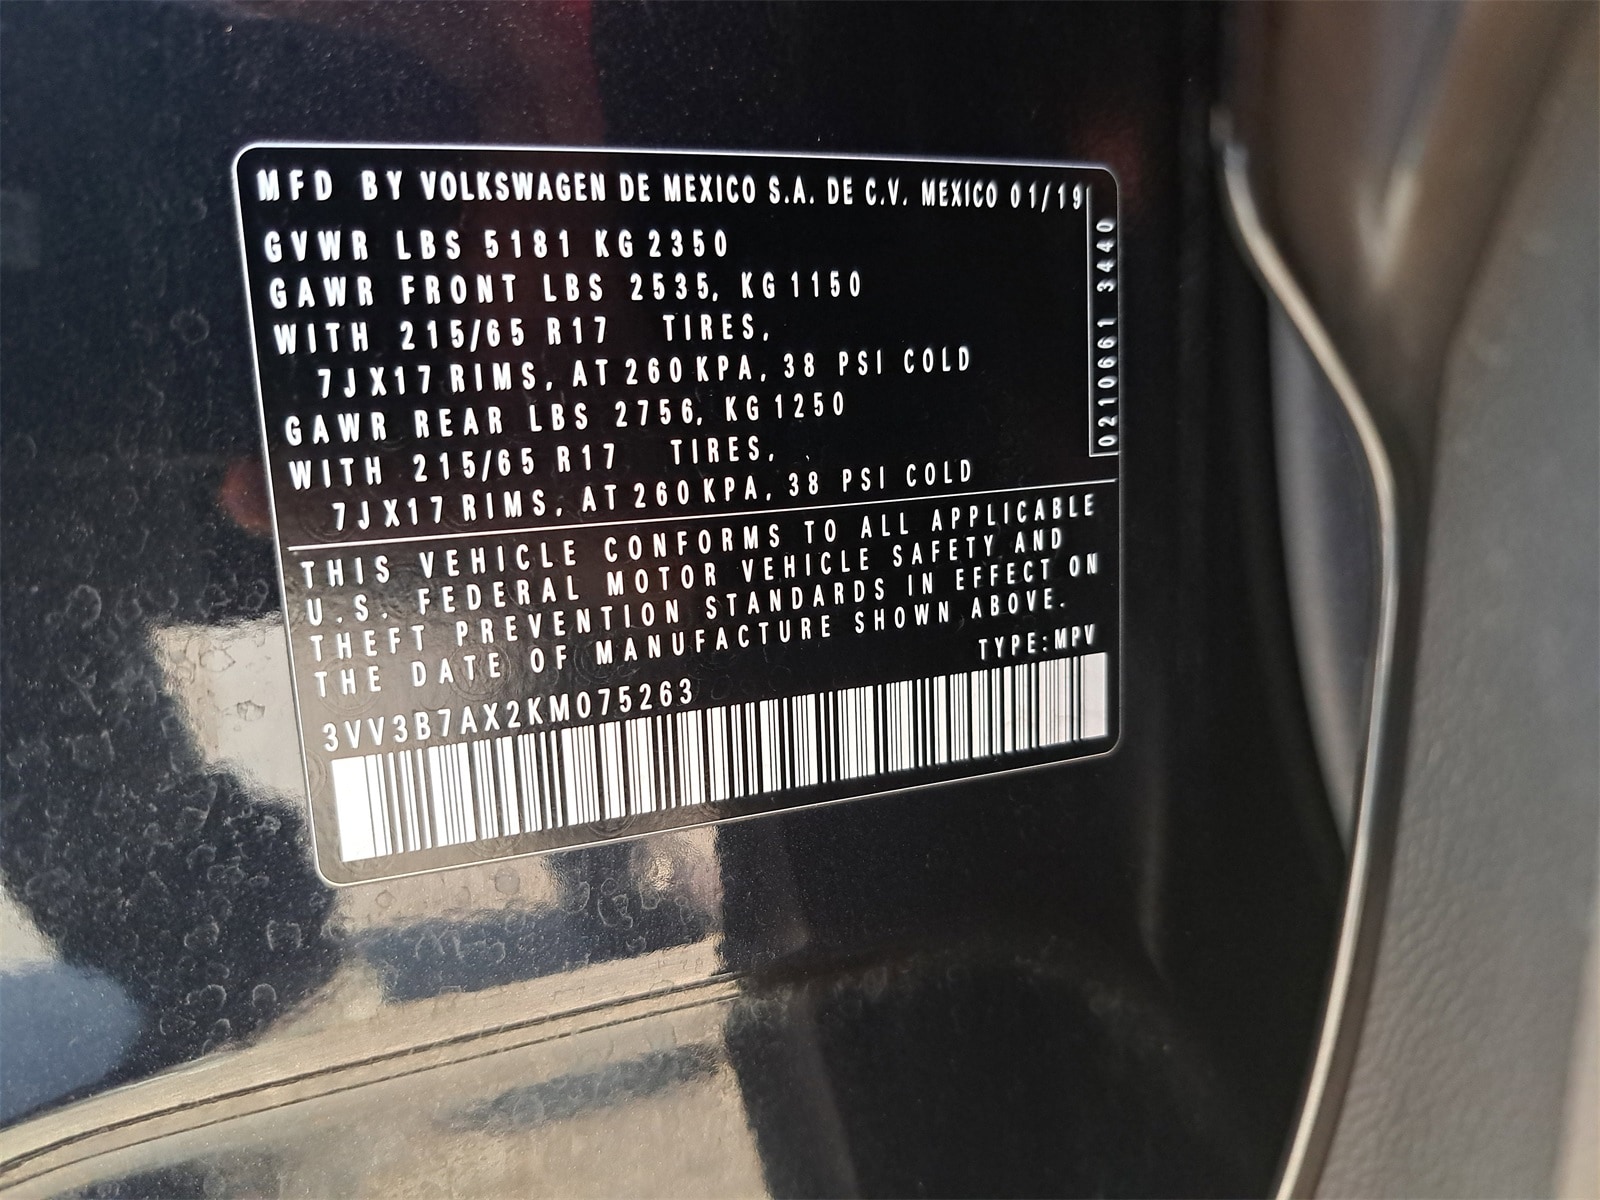 MFD BY VOLKSWAGEN DE MEXICO S.A. DE C.V. MEXICO 01/19
GVWR LBS 5181 KG 2350
GAWR FRONT LBS 2535, KG 1150
WITH 215/65 R17 TIRES,
7JX17 RIMS, AT 260 KPA, 38 PSI COLD
GAWR REAR LBS 2756, KG 1250
WITH 215/65 R17 TIRES,
7JX17 RIMS, AT 260 KPA, 38 PSI COLD
0210661 3440
THIS VEHICLE CONFORMS TO ALL APPLICABLE
U.S. FEDERAL MOTOR VEHICLE SAFETY AND
THEFT PREVENTION STANDARDS IN EFFECT ON
THE DATE OF MANUFACTURE SHOWN ABOVE.
TYPE:MPV
3VV3B7AX2KM075263